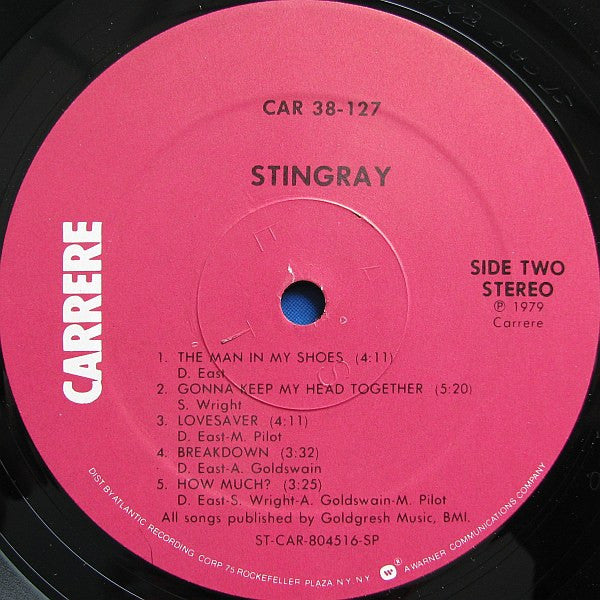 CAR 38-127
STINGRAY
CARRERE
SIDE TWO
STEREO
℗ 1979
Carrere
1. THE MAN IN MY SHOES (4:11)
D. East
2. GONNA KEEP MY HEAD TOGETHER (5:20)
S. Wright
3. LOVESAVER (4:11)
D. East-M. Pilot
4. BREAKDOWN (3:32)
D. East-A. Goldswain
5. HOW MUCH? (3:25)
D. East-S. Wright-A. Goldswain-M. Pilot
All songs published by Goldgresh Music, BMI.
ST-CAR-804516-SP
DIST BY ATLANTIC RECORDING CORP 75 ROCKEFELLER PLAZA. N.Y. N.Y. W ® A WARNER COMMUNICATIONS COMPANY